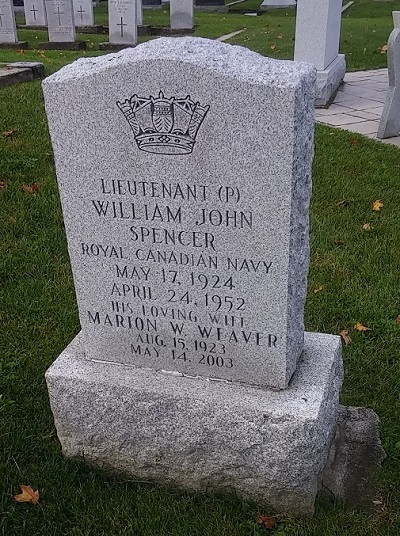 LIEUTENANT (P)
WILLIAM JOHN
SPENCER
ROYAL CANADIAN NAVY
MAY 17, 1924
APRIL 24, 1952
HIS LOVING WIFE
MARION W. WEAVER
AUG. 15, 1923
MAY 14, 2003